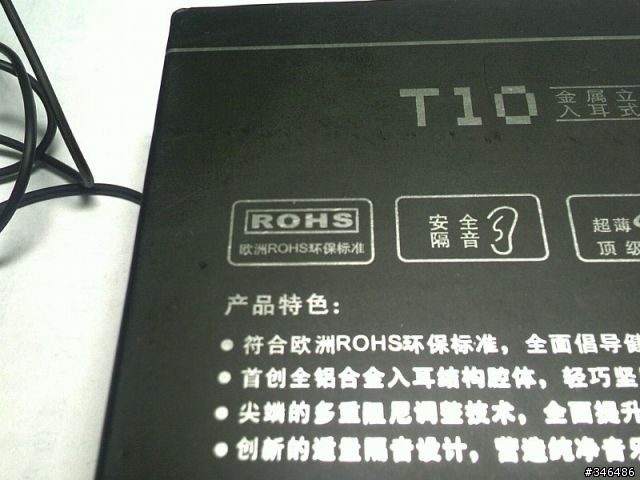 T10 金属立
入耳式
ROHS
欧洲ROHS环保标准
安全
隔音
超薄
顶级
产品特色：
● 符合欧洲ROHS环保标准，全面倡导健
● 首创全铝合金入耳结构腔体，轻巧坚
● 尖端的多重阻尼调整技术，全面提升
● 创新的适量隔音设计，营造纯净音乐
#346486